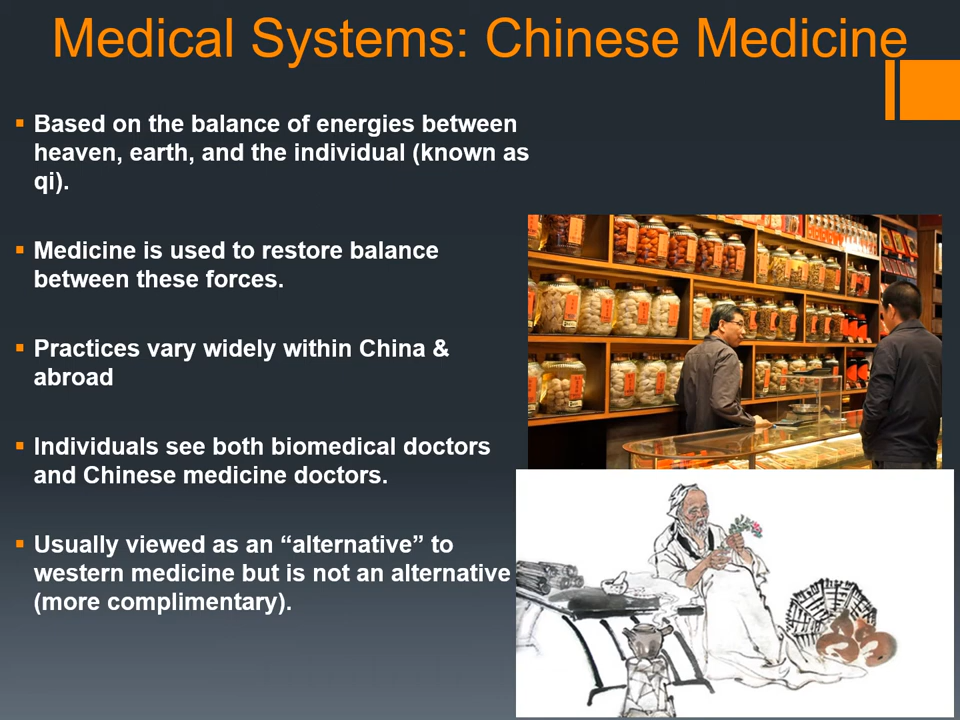 Medical Systems: Chinese Medicine
Based on the balance of energies between
heaven, earth, and the individual (known as
qi).
Medicine is used to restore balance
between these forces.
Practices vary widely within China &
abroad
Individuals see both biomedical doctors
and Chinese medicine doctors.
Usually viewed as an “alternative” to
western medicine but is not an alternative
(more complimentary).